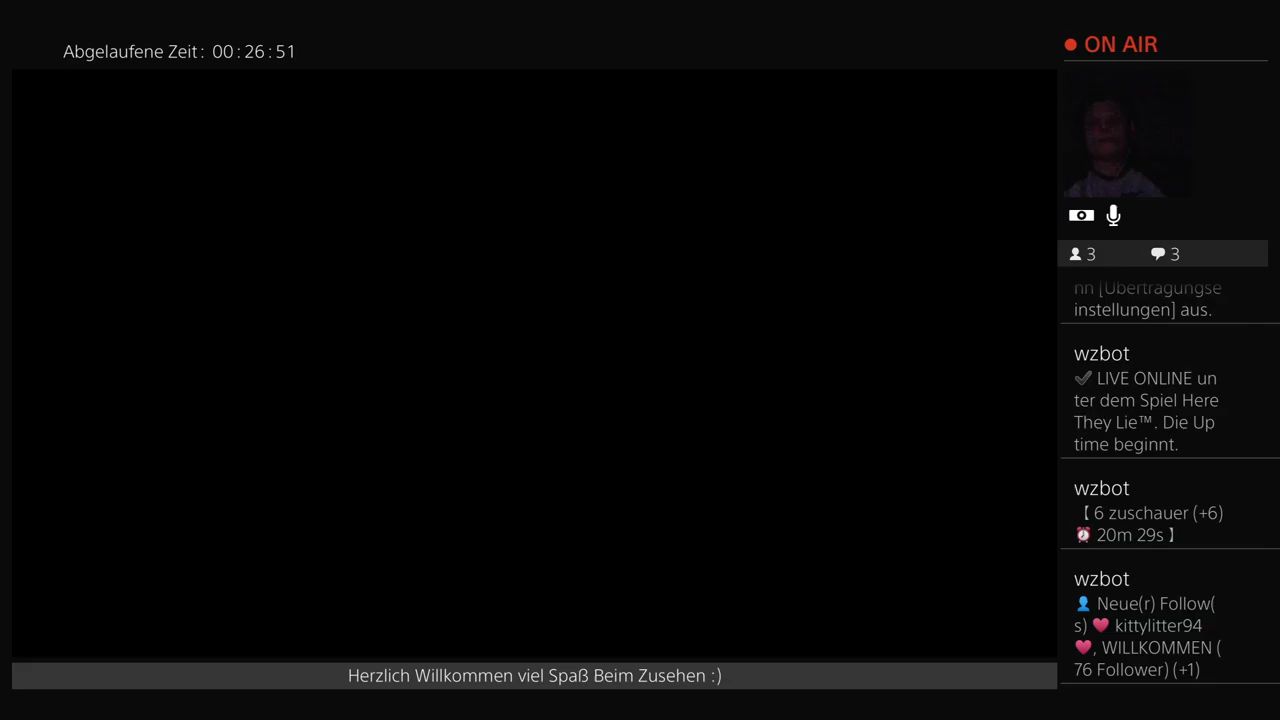 Abgelaufene Zeit: 00:26:51
ON AIR
3 3
nn [Übertragungse
instellungen] aus.
wzbot
✔ LIVE ONLINE un
ter dem Spiel Here
They Lie™. Die Up
time beginnt.
wzbot
【 6 zuschauer (+6)
⏰ 20m 29s 】
wzbot
👤 Neue(r) Follow(
s) 💗 kittylitter94
💗, WILLKOMMEN (
76 Follower) (+1)
Herzlich Willkommen viel Spaß Beim Zusehen :)